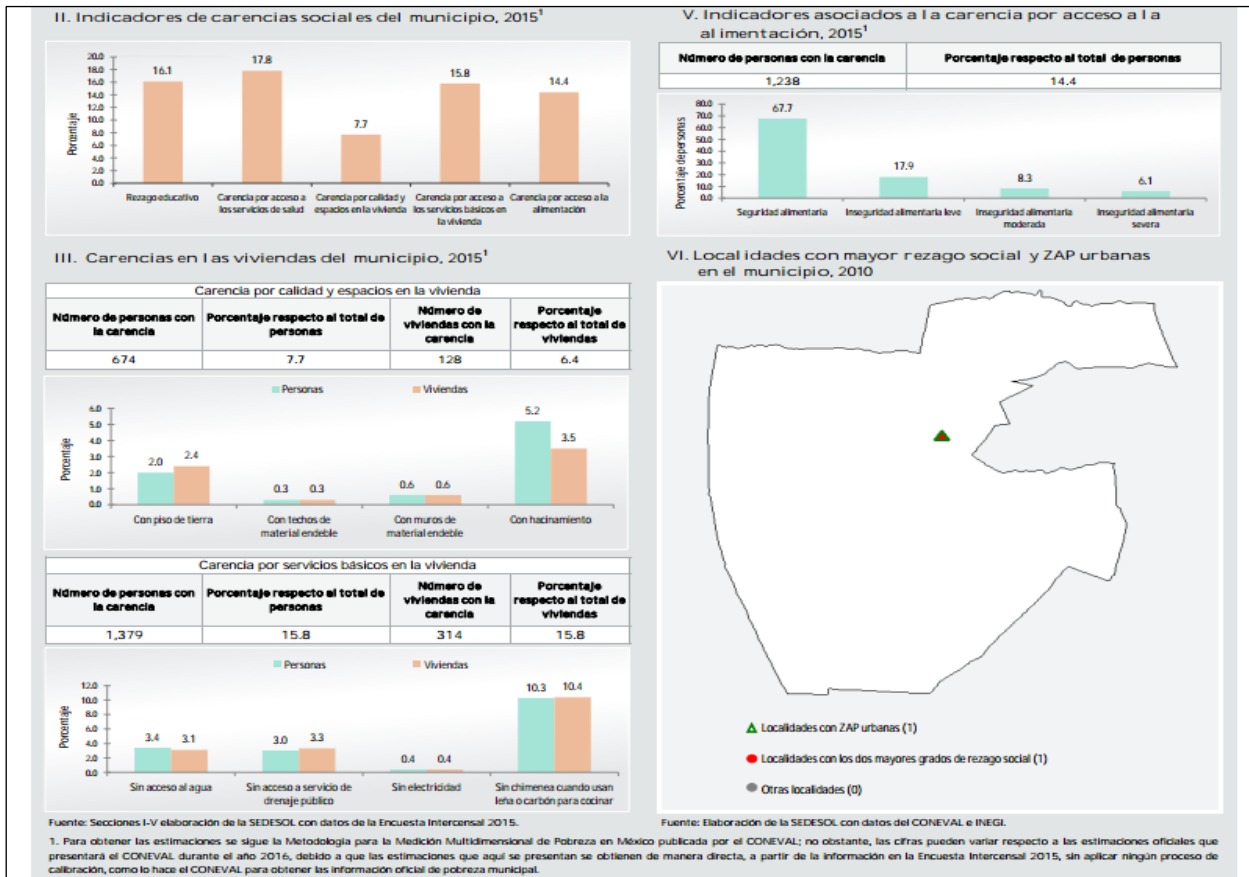 II. Indicadores de carencias sociales del municipio, 2015¹
Porcentaje
20.0
18.0
16.0
14.0
12.0
10.0
8.0
6.0
4.0
2.0
0.0
16.1
17.8
7.7
15.8
14.4
Rezago educativo
Carencia por acceso a
los servicios de salud
Carencia por calidad y
espacios en la vivienda
Carencia por acceso a
los servicios básicos en
la vivienda
Carencia por acceso a la
alimentación
III. Carencias en las viviendas del municipio, 2015¹
Carencia por calidad y espacios en la vivienda
Número de personas con
la carencia
Porcentaje respecto al total de
personas
Número de
viviendas con la
carencia
Porcentaje
respecto al total de
viviendas
674 7.7 128 6.4
Personas Viviendas
Porcentaje
6.0
5.0
4.0
3.0
2.0
1.0
0.0
2.0 2.4
0.3 0.3
0.6 0.6
5.2 3.5
Con piso de tierra
Con techos de
material endeble
Con muros de
material endeble
Con hacinamiento
Carencia por servicios básicos en la vivienda
Número de personas con
la carencia
Porcentaje respecto al total de
personas
Número de
viviendas con la
carencia
Porcentaje
respecto al total de
viviendas
1,379 15.8 314 15.8
Personas Viviendas
Porcentaje
12.0
10.0
8.0
6.0
4.0
2.0
0.0
3.4 3.1
3.0 3.3
0.4 0.4
10.3 10.4
Sin acceso al agua
Sin acceso a servicio de
drenaje público
Sin electricidad
Sin chimenea cuando usan
leña o carbón para cocinar
Fuente: Secciones I-V elaboración de la SEDESOL con datos de la Encuesta Intercensal 2015.
V. Indicadores asociados a la carencia por acceso a la
alimentación, 2015¹
Número de personas con la carencia Porcentaje respecto al total de personas
1,238 14.4
Porcentaje de personas
80.0
70.0
60.0
50.0
40.0
30.0
20.0
10.0
0.0
67.7
17.9
8.3
6.1
Seguridad alimentaria
Inseguridad alimentaria leve
Inseguridad alimentaria
moderada
Inseguridad alimentaria
severa
VI. Localidades con mayor rezago social y ZAP urbanas
en el municipio, 2010
Localidades con ZAP urbanas (1)
Localidades con los dos mayores grados de rezago social (1)
Otras localidades (0)
Fuente: Elaboración de la SEDESOL con datos del CONEVAL e INEGI.
1. Para obtener las estimaciones se sigue la Metodología para la Medición Multidimensional de Pobreza en México publicada por el CONEVAL; no obstante, las cifras pueden variar respecto a las estimaciones oficiales que
presentará el CONEVAL durante el año 2016, debido a que las estimaciones que aquí se presentan se obtienen de manera directa, a partir de la información en la Encuesta Intercensal 2015, sin aplicar ningún proceso de
calibración, como lo hace el CONEVAL para obtener las información oficial de pobreza municipal.